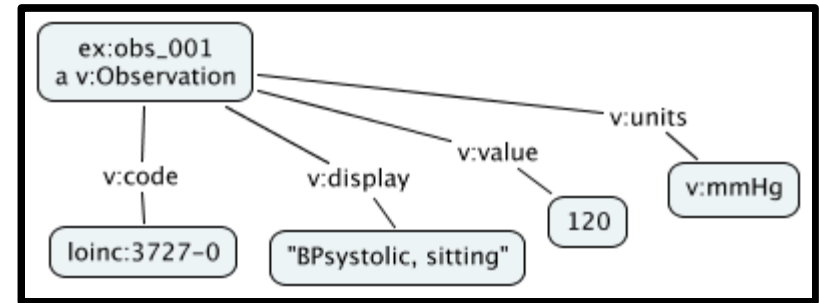 ex:obs_001
a v:Observation
v:units
v:value
v:code
v:display
v:mmHg
120
loinc:3727-0
"BPsystolic, sitting"